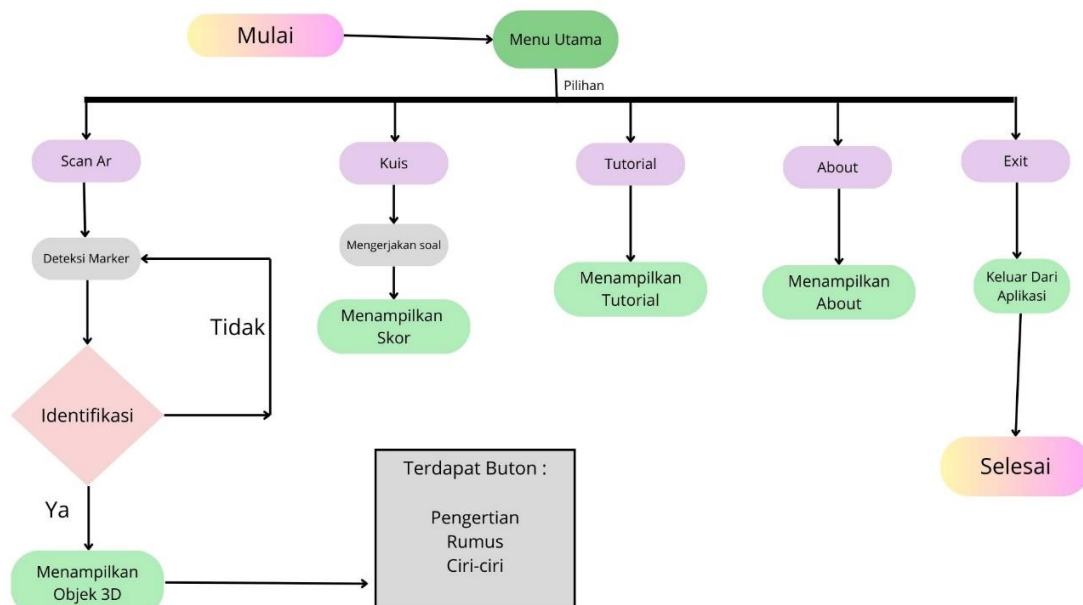 Mulai
Menu Utama
Pilihan
Scan Ar
Kuis
Tutorial
About
Exit
Deteksi Marker
Mengerjakan soal
Menampilkan
Tutorial
Menampilkan
About
Keluar Dari
Aplikasi
Menampilkan
Skor
Tidak
Identifikasi
Selesai
Ya
Terdapat Buton :
Pengertian
Rumus
Ciri-ciri
Menampilkan
Objek 3D